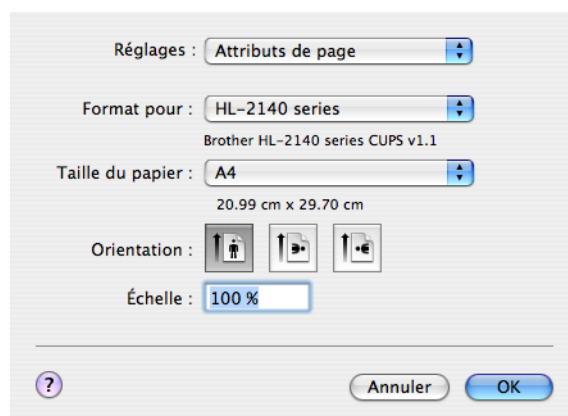 Réglages : Attributs de page
Format pour : HL-2140 series
Brother HL-2140 series CUPS v1.1
Taille du papier : A4
20.99 cm x 29.70 cm
Orientation :
Échelle : 100 %
? Annuler OK